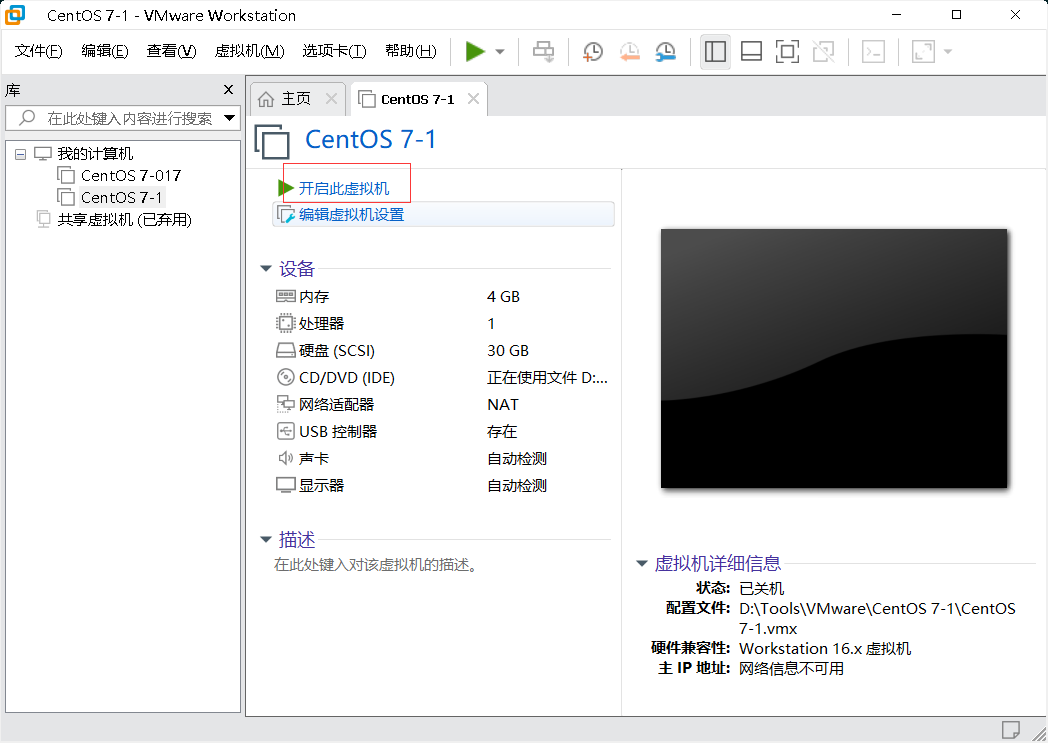 CentOS 7-1 - VMware Workstation
文件(F) 编辑(E) 查看(V) 虚拟机(M) 选项卡(T) 帮助(H)
库
在此处键入内容进行搜索
我的计算机
CentOS 7-017
CentOS 7-1
共享虚拟机 (已弃用)
主页 CentOS 7-1
CentOS 7-1
开启此虚拟机
编辑虚拟机设置
设备
内存 4 GB
处理器 1
硬盘 (SCSI) 30 GB
CD/DVD (IDE) 正在使用文件 D:...
网络适配器 NAT
USB 控制器 存在
声卡 自动检测
显示器 自动检测
描述
在此处键入对该虚拟机的描述。
虚拟机详细信息
状态: 已关机
配置文件: D:\Tools\VMware\CentOS 7-1\CentOS
7-1.vmx
硬件兼容性: Workstation 16.x 虚拟机
主 IP 地址: 网络信息不可用